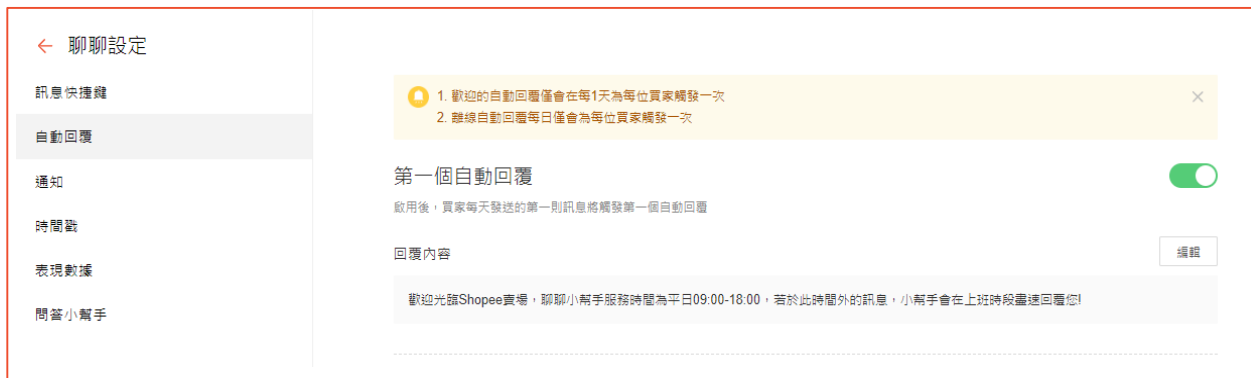 ← 聊聊設定
訊息快捷鍵
自動回覆
通知
時間戳
表現數據
問答小幫手
1. 歡迎的自動回覆僅會在每1天為每位買家觸發一次
2. 離線自動回覆每日僅會為每位買家觸發一次
第一個自動回覆
啟用後，買家每天發送的第一則訊息將觸發第一個自動回覆
回覆內容
編輯
歡迎光臨Shopee賣場，聊聊小幫手服務時間為平日09:00-18:00，若於此時間外的訊息，小幫手會在上班時段盡速回覆您!